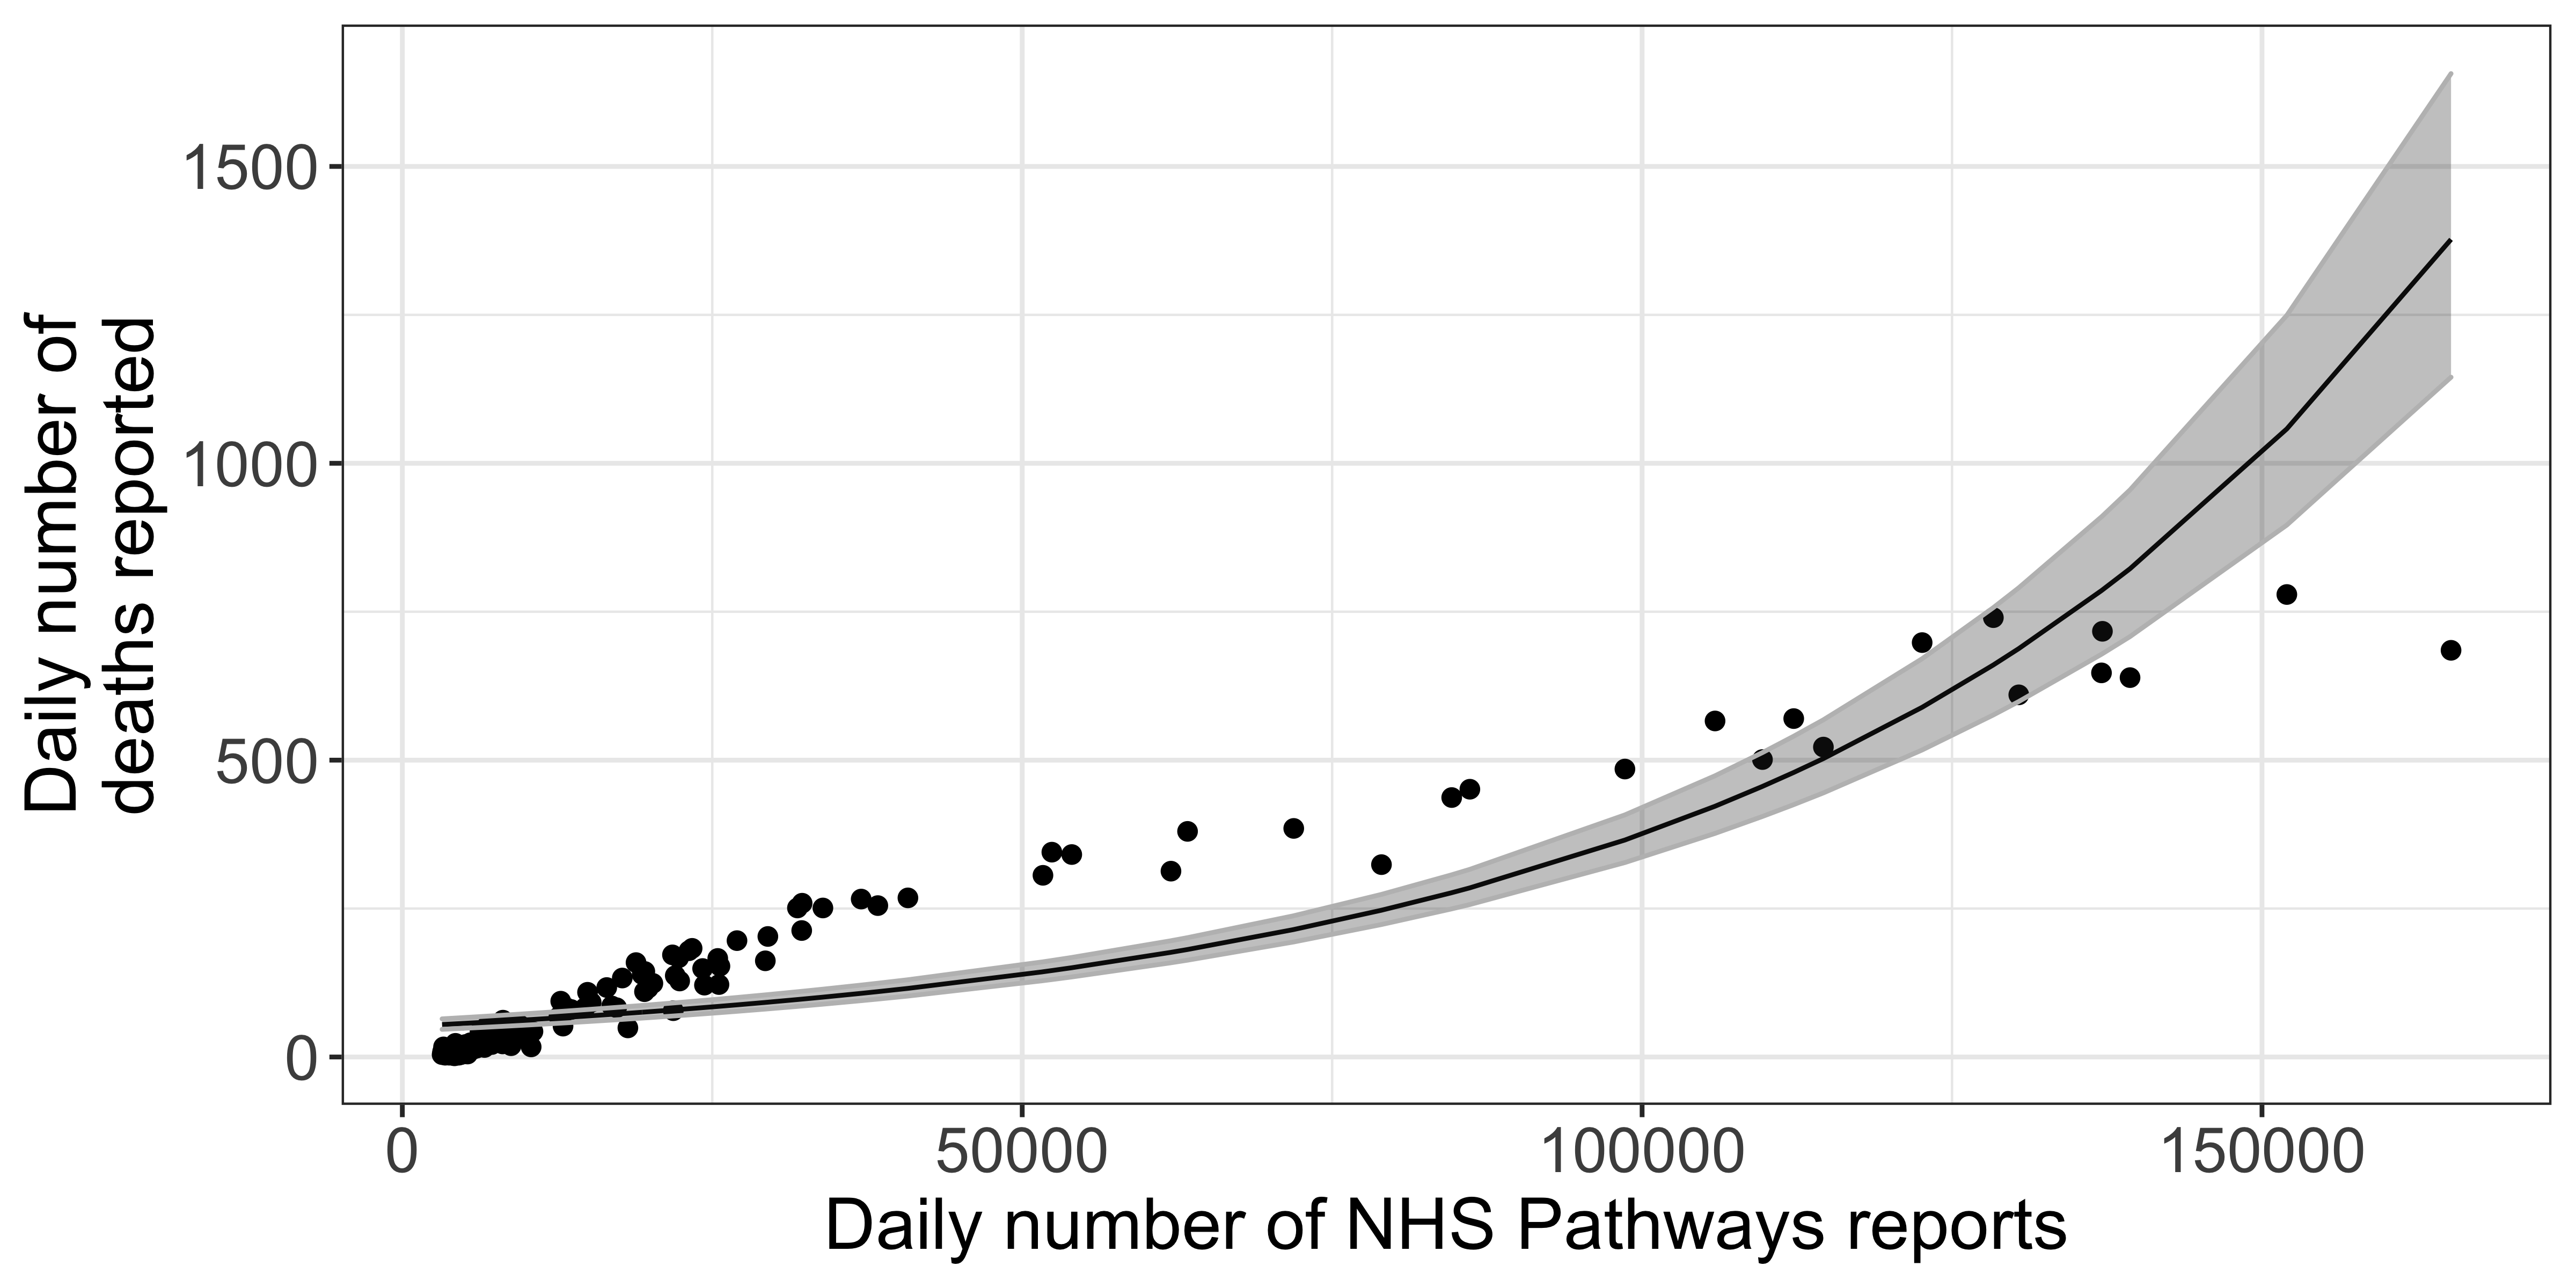 Daily number of
deaths reported
1500
1000
500
0
0 50000 100000 150000
Daily number of NHS Pathways reports